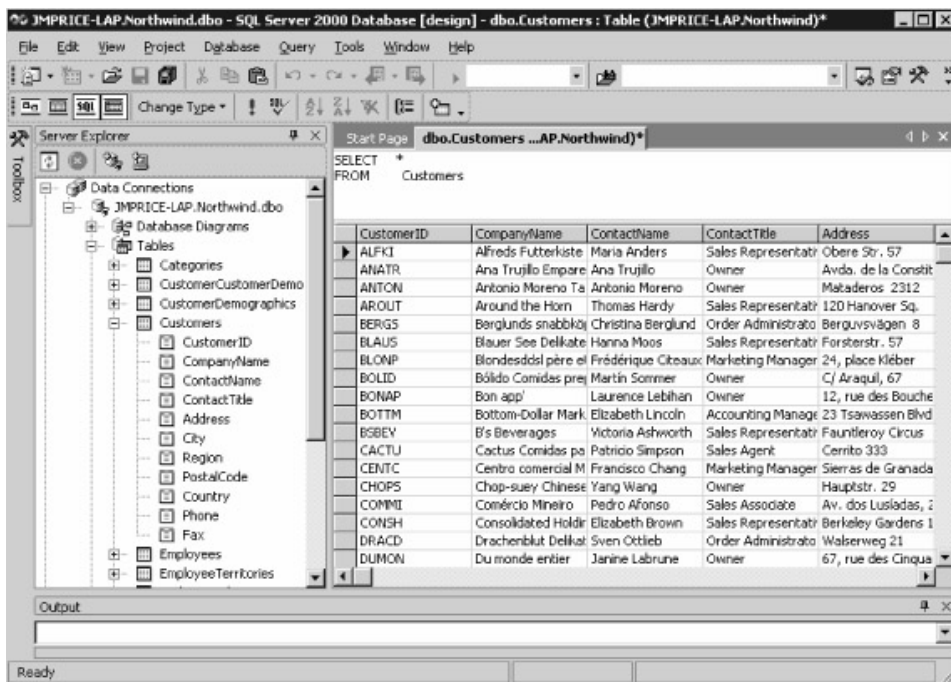 JMPRICE-LAP.Northwind.dbo - SQL Server 2000 Database [design] - dbo.Customers : Table (JMPRICE-LAP.Northwind)*
File Edit View Project Database Query Tools Window Help
SQL Change Type
Server Explorer
Toolbox
Data Connections
JMPRICE-LAP.Northwind.dbo
Database Diagrams
Tables
Categories
CustomerCustomerDemo
CustomerDemographics
Customers
CustomerID
CompanyName
ContactName
ContactTitle
Address
City
Region
PostalCode
Country
Phone
Fax
Employees
EmployeeTerritories
Start Page dbo.Customers ...AP.Northwind)*
SELECT *
FROM Customers
CustomerID CompanyName ContactName ContactTitle Address
ALFKI Alfreds Futterkiste Maria Anders Sales Representati Obere Str. 57
ANATR Ana Trujillo Empare Ana Trujillo Owner Avda. de la Constit
ANTON Antonio Moreno Ta Antonio Moreno Owner Mataderos 2312
AROUT Around the Horn Thomas Hardy Sales Representati 120 Hanover Sq.
BERGS Berglunds snabbköp Christina Berglund Order Administrato Berguvsvägen 8
BLAUS Blauer See Delikate Hanna Moos Sales Representati Forsterstr. 57
BLONP Blondesddsl père et Frédérique Citeaux Marketing Manager 24, place Kléber
BOLID Bólido Comidas prep Martín Sommer Owner C/ Araquil, 67
BONAP Bon app' Laurence Lebihan Owner 12, rue des Bouche
BOTTM Bottom-Dollar Mark Elizabeth Lincoln Accounting Manage 23 Tsawassen Blvd
BSBEV B's Beverages Victoria Ashworth Sales Representati Fauntleroy Circus
CACTU Cactus Comidas pa Patricio Simpson Sales Agent Cerrito 333
CENTC Centro comercial M Francisco Chang Marketing Manager Sierras de Granada
CHOPS Chop-suey Chinese Yang Wang Owner Hauptstr. 29
COMMI Comércio Mineiro Pedro Afonso Sales Associate Av. dos Lusíadas, 2
CONSH Consolidated Holdir Elizabeth Brown Sales Representati Berkeley Gardens 1
DRACD Drachenblut Delikat Sven Ottlieb Order Administrato Walserweg 21
DUMON Du monde entier Janine Labrune Owner 67, rue des Cinqua
Output
Ready